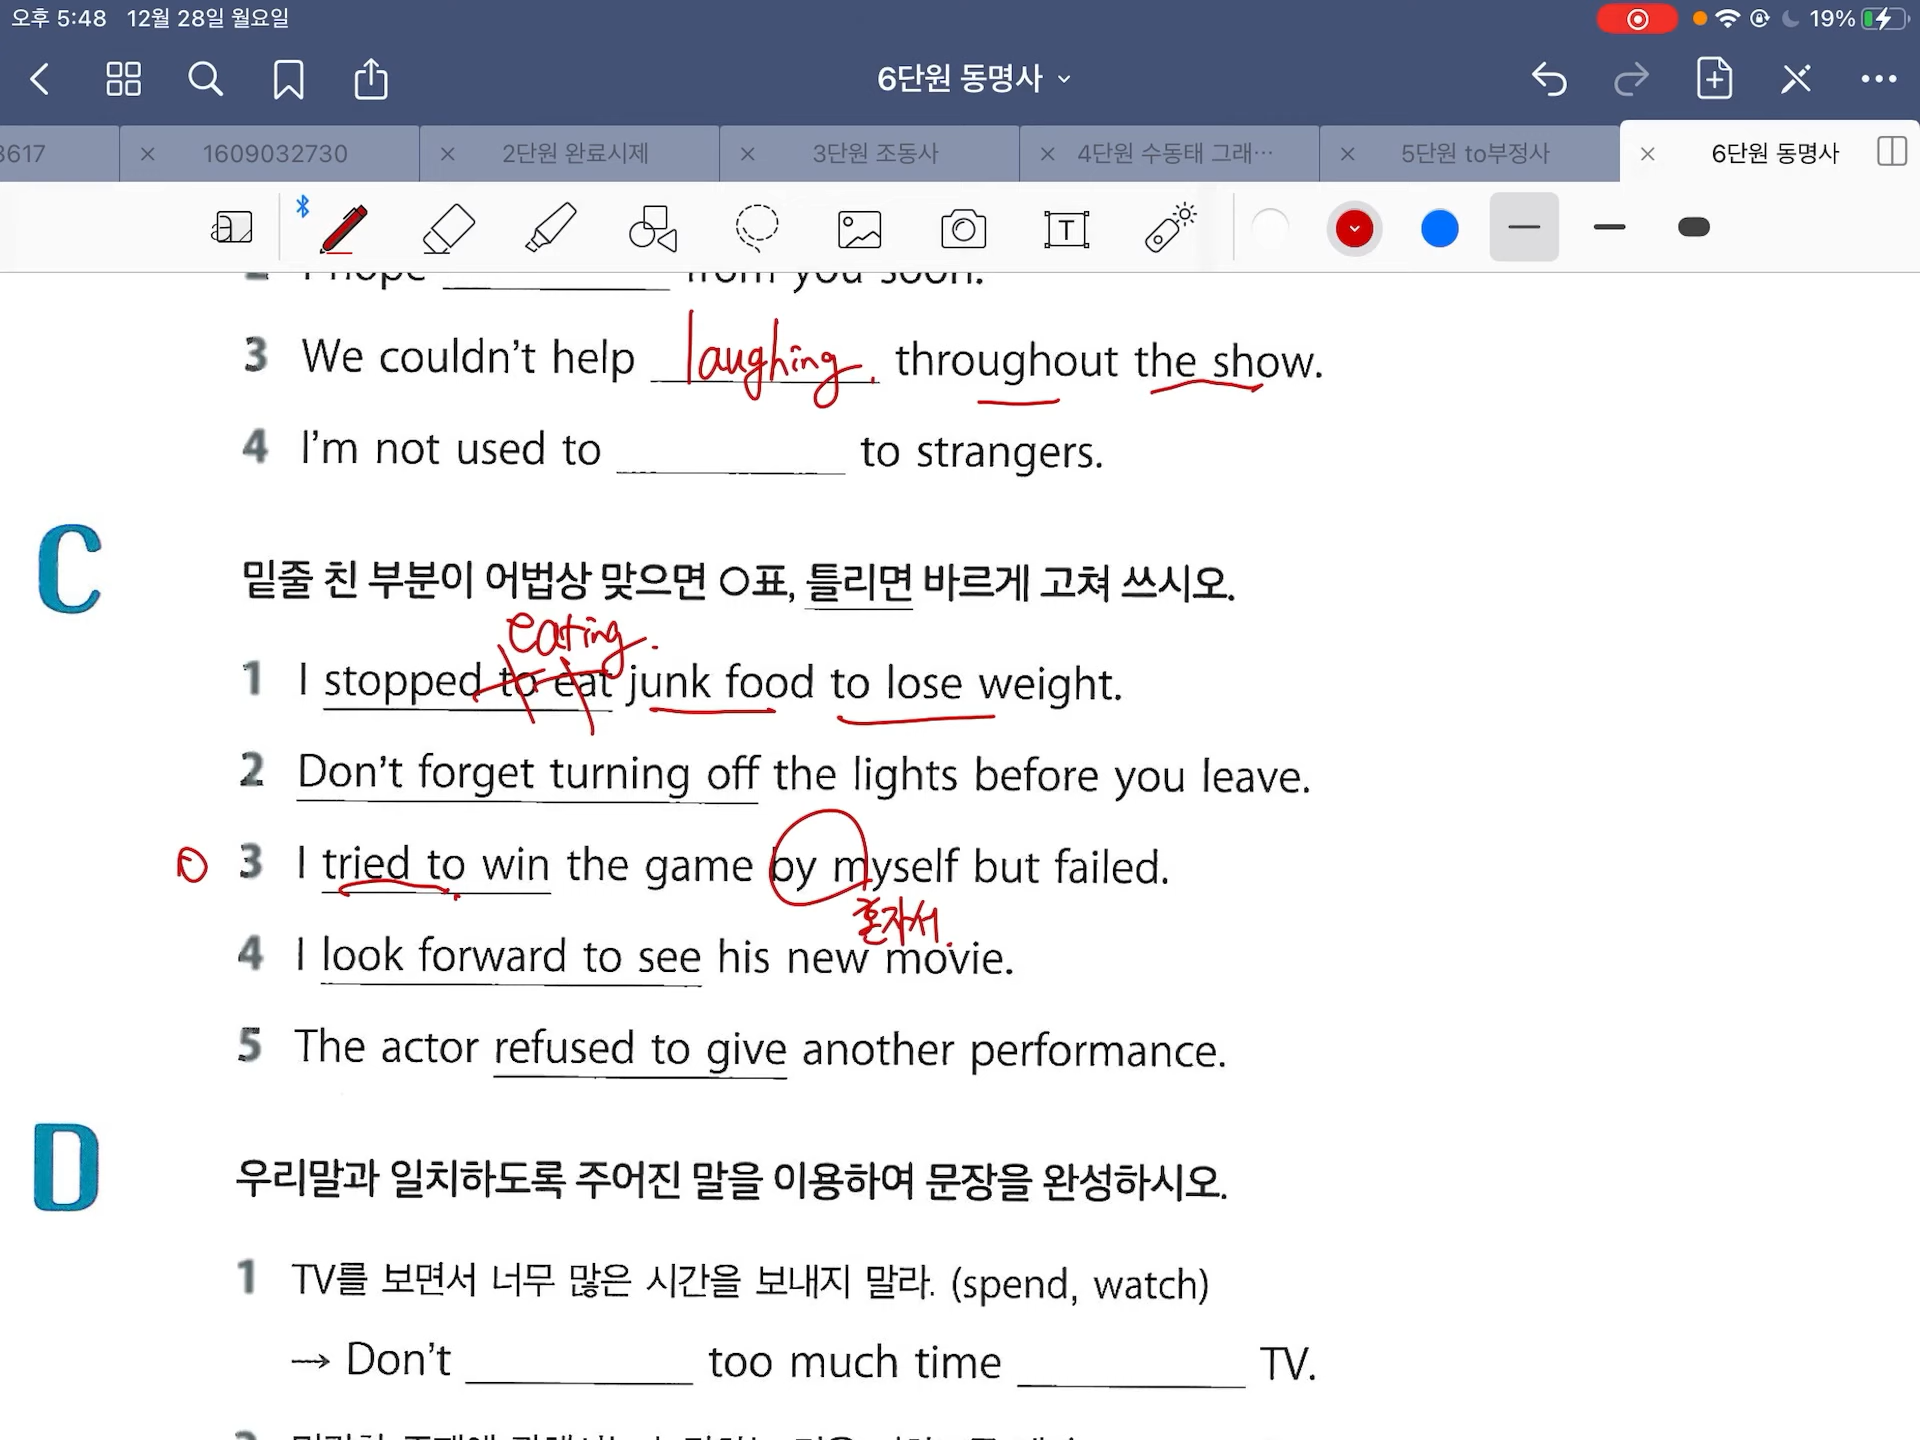 오후 5:48 12월 28일 월요일
19%
6단원 동명사
3617
1609032730
2단원 완료시제
3단원 조동사
4단원 수동태 그래…
5단원 to부정사
6단원 동명사
2 I hope ________ from you soon.
3 We couldn't help laughing. throughout the show.
4 I'm not used to ________ to strangers.
C
밑줄 친 부분이 어법상 맞으면 ○표, 틀리면 바르게 고쳐 쓰시오.
eating.
1 I stopped to eat junk food to lose weight.
2 Don't forget turning off the lights before you leave.
○ 3 I tried to win the game by myself but failed.
혼자서.
4 I look forward to see his new movie.
5 The actor refused to give another performance.
D
우리말과 일치하도록 주어진 말을 이용하여 문장을 완성하시오.
1 TV를 보면서 너무 많은 시간을 보내지 말라. (spend, watch)
→ Don't ________ too much time ________ TV.